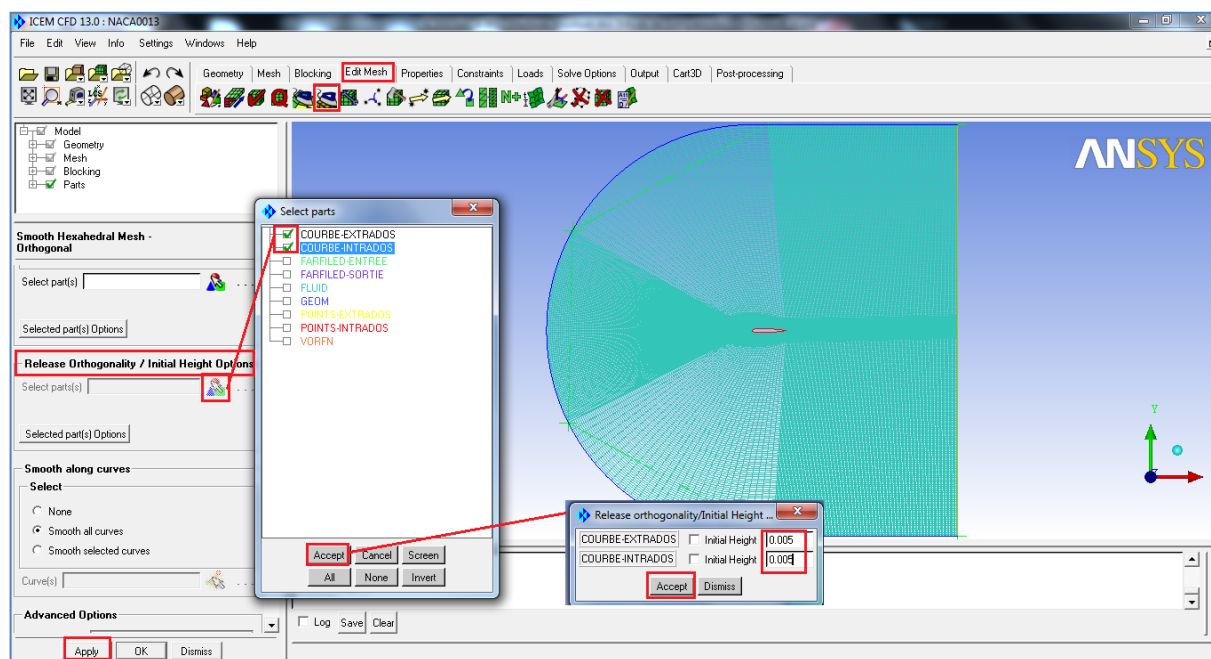 ICEM CFD 13.0 : NACA0013
File Edit View Info Settings Windows Help
Geometry Mesh Blocking Edit Mesh Properties Constraints Loads Solve Options Output Cart3D Post-processing
Model
Geometry
Mesh
Blocking
Parts
Smooth Hexahedral Mesh -
Orthogonal
Select part(s)
Selected part(s) Options
Release Orthogonality / Initial Height Options
Select parts(s)
Selected part(s) Options
Smooth along curves
Select
None
Smooth all curves
Smooth selected curves
Curve(s)
Advanced Options
Apply OK Dismiss
Select parts
COURBE-EXTRADOS
COURBE-INTRADOS
FARFILED-ENTREE
FARFILED-SORTIE
FLUID
GEOM
POINTS-EXTRADOS
POINTS-INTRADOS
VORFN
Accept Cancel Screen
All None Invert
ANSYS
Y
Release orthogonality/Initial Height ...
COURBE-EXTRADOS Initial Height 0.005
COURBE-INTRADOS Initial Height 0.005
Accept Dismiss
Log Save Clear